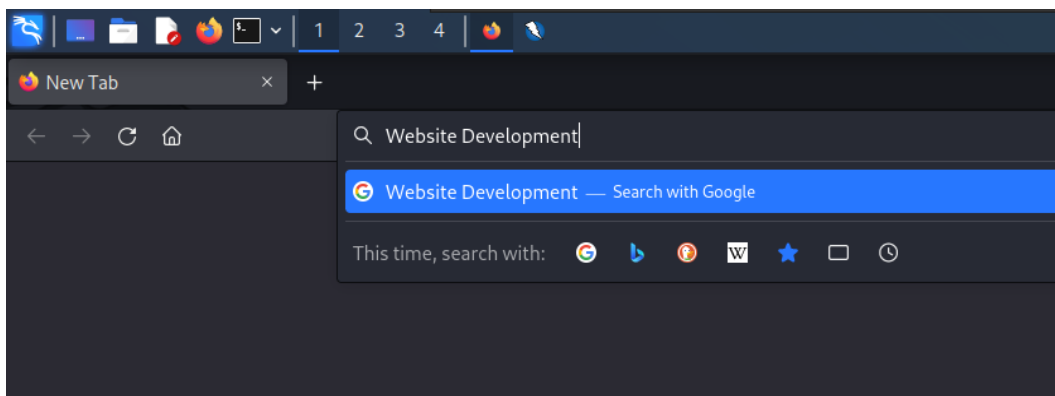 1 2 3 4
New Tab
Website Development
Website Development — Search with Google
This time, search with: W